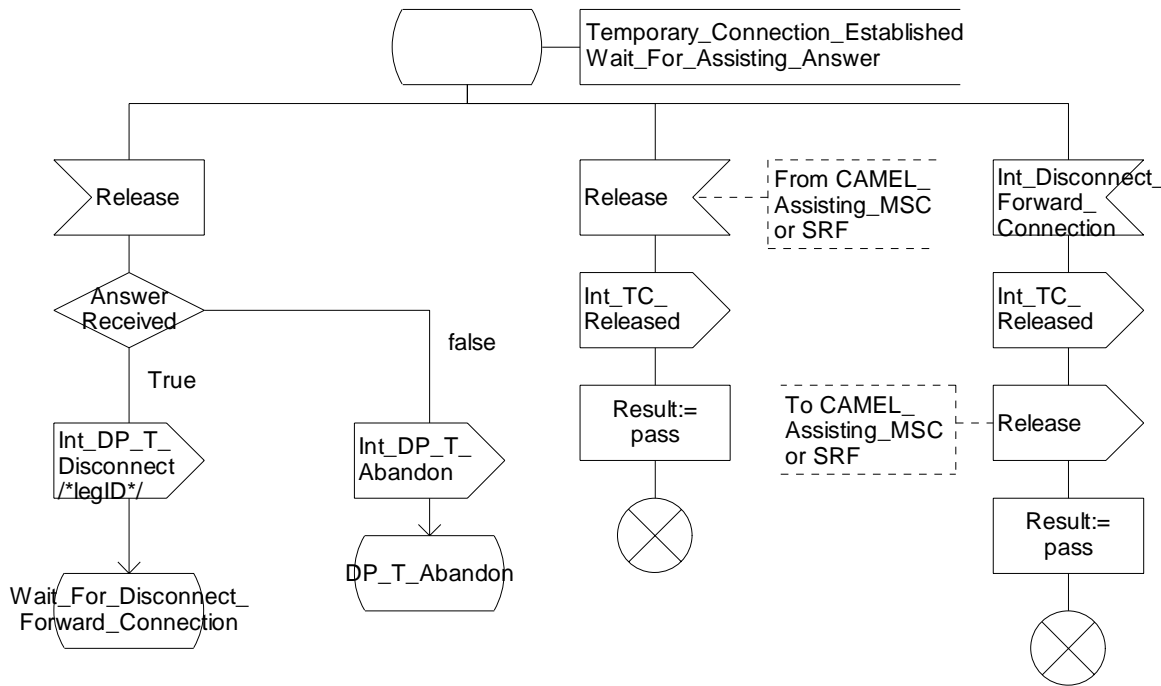 Temporary_Connection_Established
Wait_For_Assisting_Answer
Release
Release
From CAMEL_
Assisting_MSC
or SRF
Int_Disconnect_
Forward_
Connection
Answer
Received
Int_TC_
Released
Int_TC_
Released
false
True
Result:=
pass
To CAMEL_
Assisting_MSC
or SRF
Release
Int_DP_T_
Disconnect
/*legID*/
Int_DP_T_
Abandon
Result:=
pass
DP_T_Abandon
Wait_For_Disconnect_
Forward_Connection